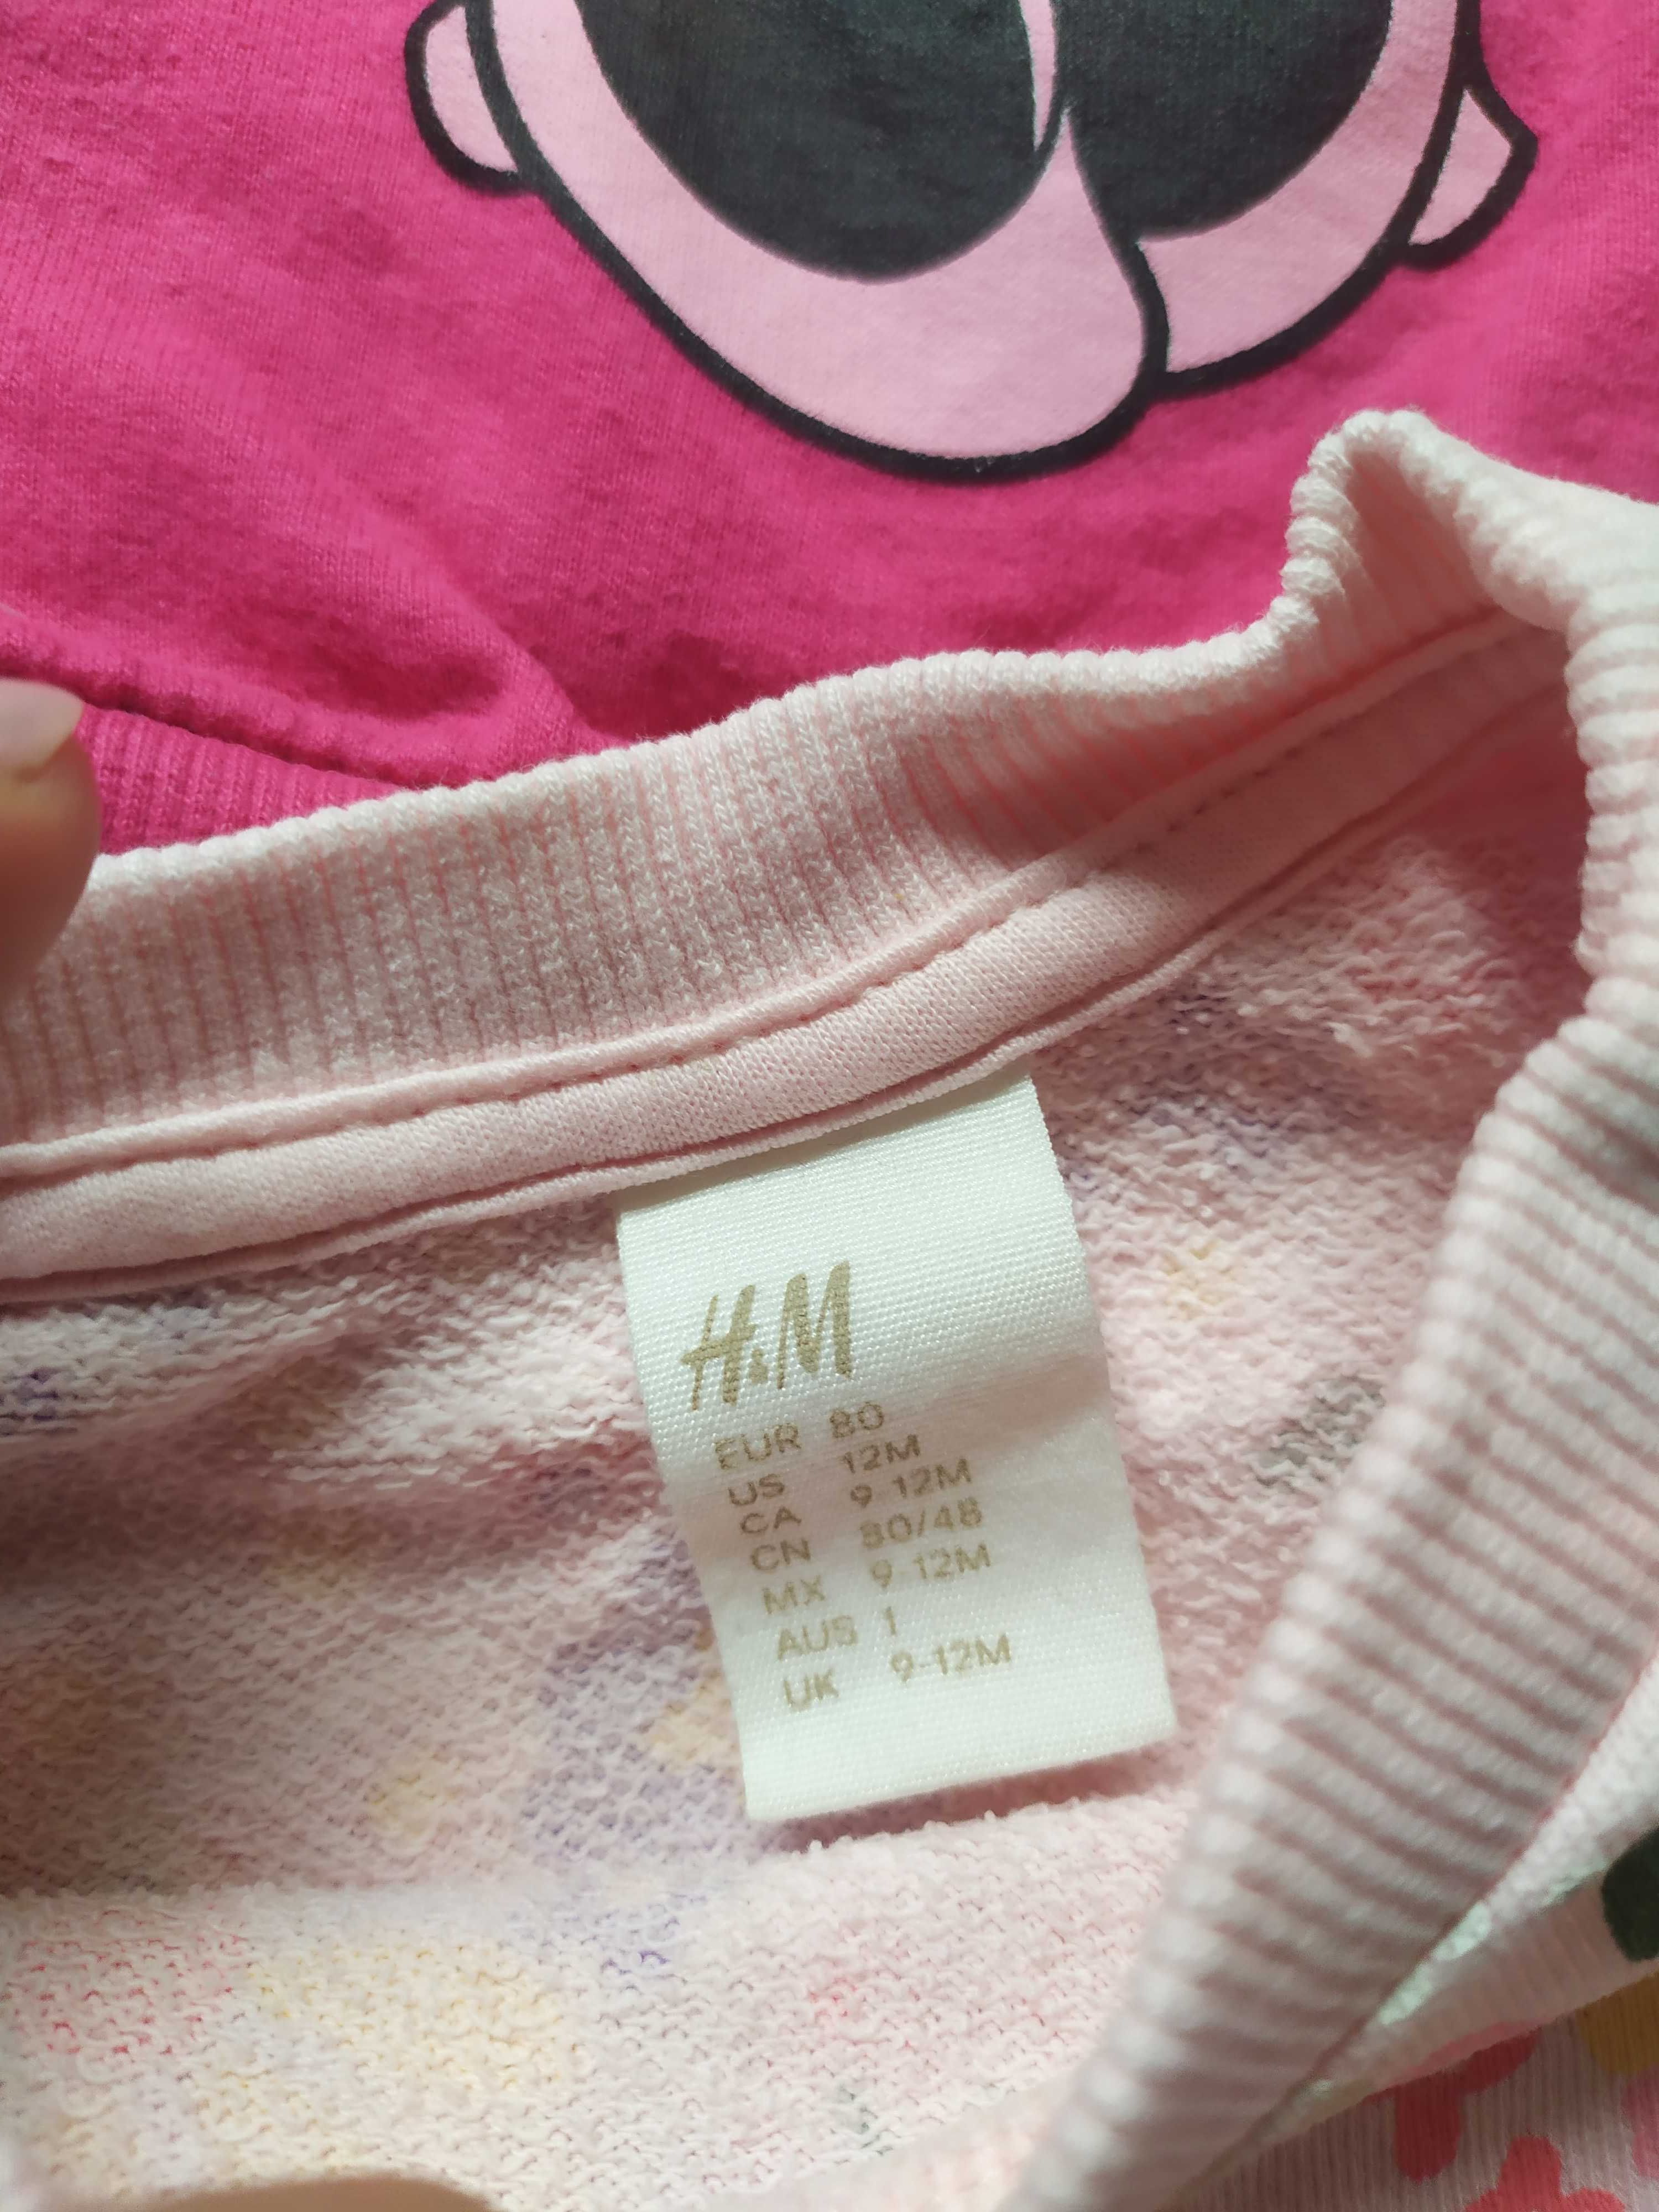 H&M
EUR 80
US 12M
CA 9-12M
CN 80/48
MX 9-12M
AUS 1
UK 9-12M